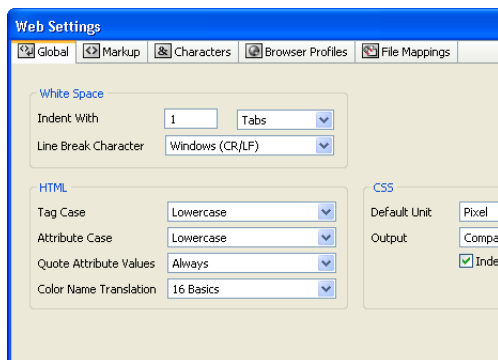 Web Settings
Global Markup & Characters Browser Profiles File Mappings
White Space
Indent With 1 Tabs
Line Break Character Windows (CR/LF)
HTML CSS
Tag Case Lowercase Default Unit Pixel
Attribute Case Lowercase Output
Quote Attribute Values Always
Color Name Translation 16 Basics